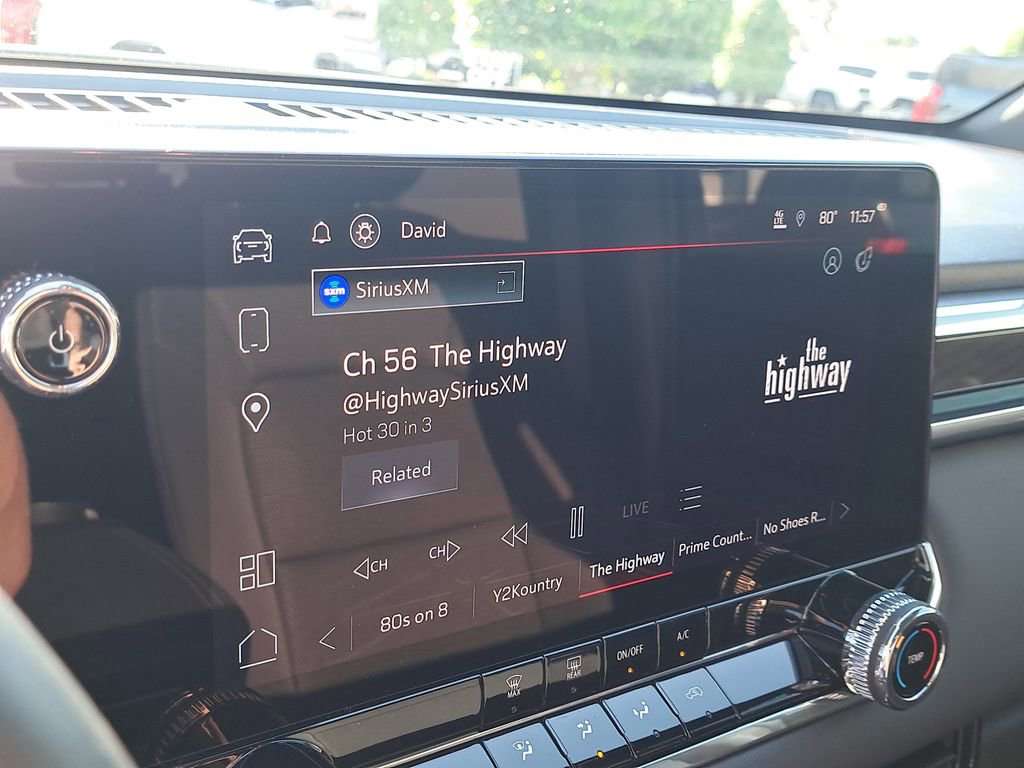 David
4G
LTE
80° 11:57
sxm SiriusXM
Ch 56 The Highway
@HighwaySiriusXM
Hot 30 in 3
Related
the
highway
CH
CH
LIVE
80s on 8
Y2Kountry
The Highway
Prime Count...
No Shoes R...
MAX
REAR
ON/OFF
A/C
TEMP